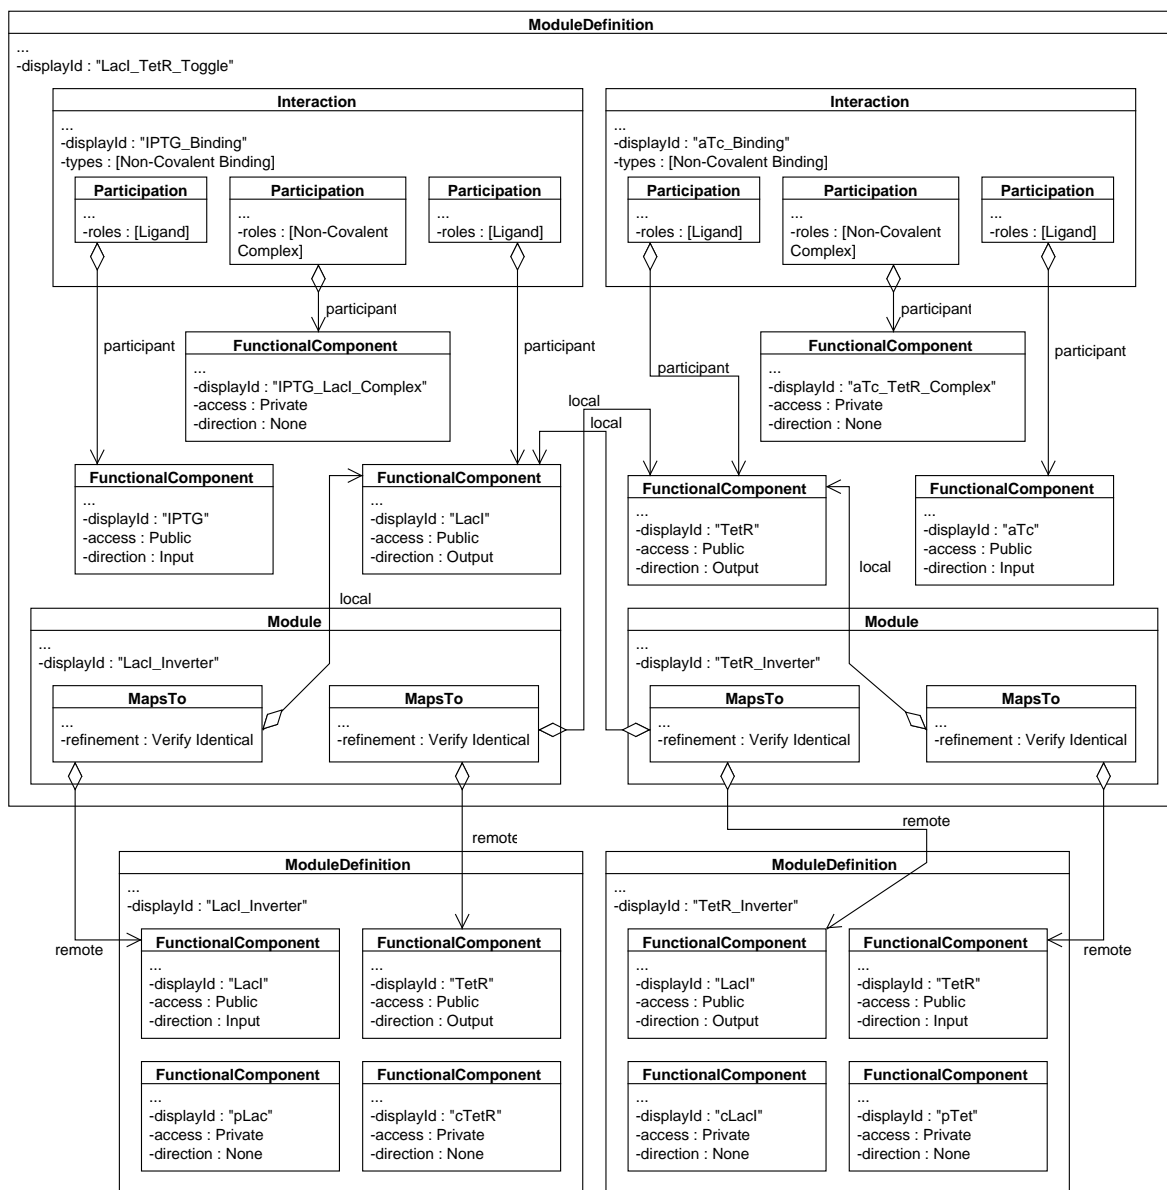 ModuleDefinition
...
-displayId : "LacI_TetR_Toggle"
Interaction
...
-displayId : "IPTG_Binding"
-types : [Non-Covalent Binding]
Participation
...
-roles : [Ligand]
Participation
...
-roles : [Non-Covalent
Complex]
Participation
...
-roles : [Ligand]
Interaction
...
-displayId : "aTc_Binding"
-types : [Non-Covalent Binding]
Participation
...
-roles : [Ligand]
Participation
...
-roles : [Non-Covalent
Complex]
Participation
...
-roles : [Ligand]
participant
participant
participant
participant
participant
participant
FunctionalComponent
...
-displayId : "IPTG_LacI_Complex"
-access : Private
-direction : None
FunctionalComponent
...
-displayId : "aTc_TetR_Complex"
-access : Private
-direction : None
local
local
FunctionalComponent
...
-displayId : "IPTG"
-access : Public
-direction : Input
FunctionalComponent
...
-displayId : "LacI"
-access : Public
-direction : Output
FunctionalComponent
...
-displayId : "TetR"
-access : Public
-direction : Output
FunctionalComponent
...
-displayId : "aTc"
-access : Public
-direction : Input
local
local
Module
...
-displayId : "LacI_Inverter"
MapsTo
...
-refinement : Verify Identical
MapsTo
...
-refinement : Verify Identical
Module
...
-displayId : "TetR_Inverter"
MapsTo
...
-refinement : Verify Identical
MapsTo
...
-refinement : Verify Identical
remote
remote
remote
remote
ModuleDefinition
...
-displayId : "LacI_Inverter"
FunctionalComponent
...
-displayId : "LacI"
-access : Public
-direction : Input
FunctionalComponent
...
-displayId : "TetR"
-access : Public
-direction : Output
FunctionalComponent
...
-displayId : "pLac"
-access : Private
-direction : None
FunctionalComponent
...
-displayId : "cTetR"
-access : Private
-direction : None
ModuleDefinition
...
-displayId : "TetR_Inverter"
FunctionalComponent
...
-displayId : "LacI"
-access : Public
-direction : Output
FunctionalComponent
...
-displayId : "TetR"
-access : Public
-direction : Input
FunctionalComponent
...
-displayId : "cLacI"
-access : Private
-direction : None
FunctionalComponent
...
-displayId : "pTet"
-access : Private
-direction : None